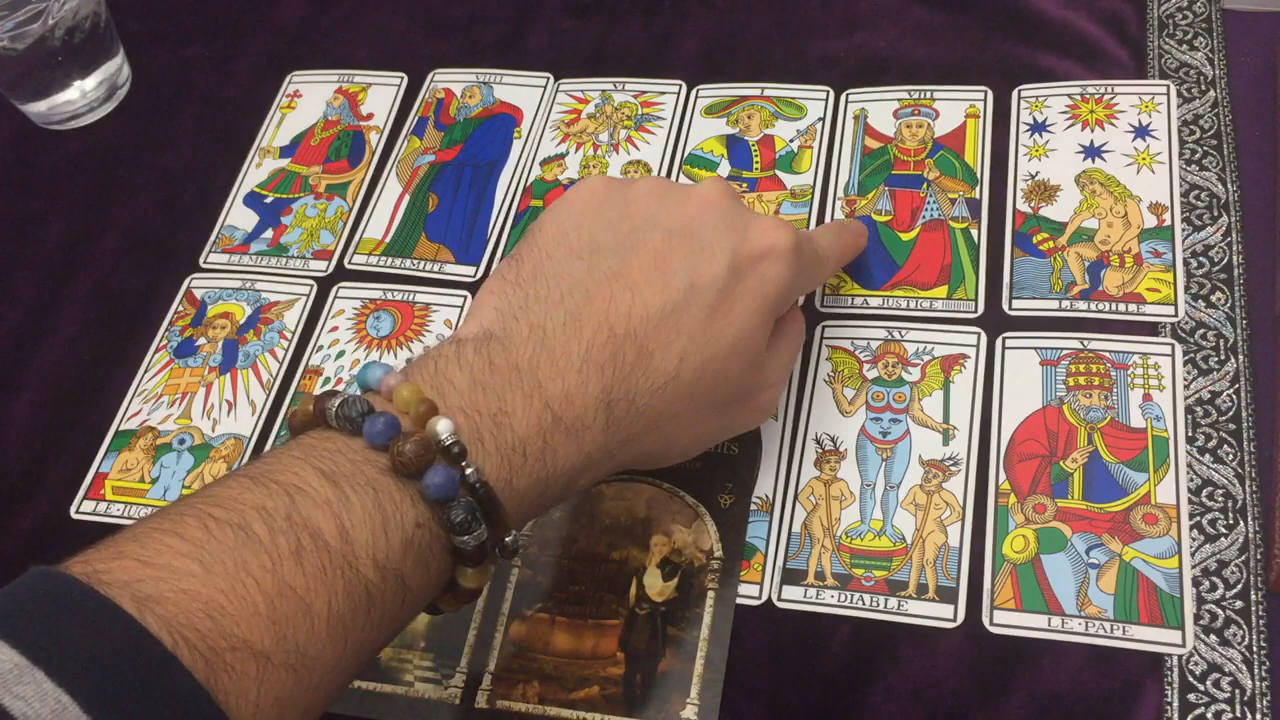 IIII
VIIII
VI
I
VIII
XVII
L'EMPEREUR
L'HERMITE
LA JUSTICE
LE TOILLE
XX
XVIII
XV
V
LE·JUGE
7
LE·DIABLE
LE·PAPE